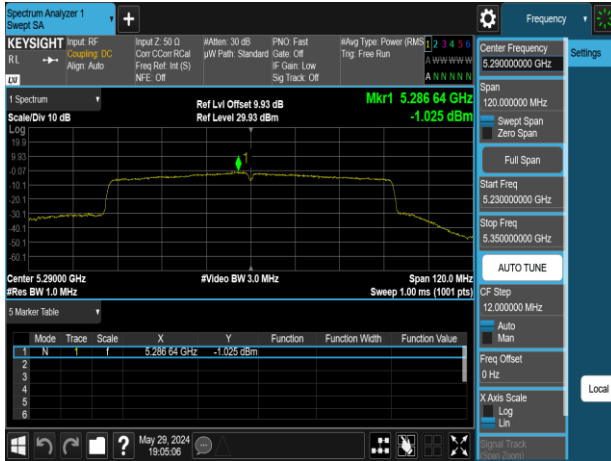 Spectrum Analyzer 1
Swept SA
+
Frequency
KEYSIGHT
RL
LXI
Input: RF
Coupling: DC
Align: Auto
Input Z: 50 Ω
Corr CCorr RCal
Freq Ref: Int (S)
NFE: Off
#Atten: 30 dB
µW Path: Standard
PNO: Fast
Gate: Off
IF Gain: Low
Sig Track: Off
#Avg Type: Power (RMS
Trig: Free Run
1 2 3 4 5 6
A WW WW W
A N N N N N
Center Frequency
5.290000000 GHz
Settings
Span
120.000000 MHz
Swept Span
Zero Span
Full Span
Start Freq
5.230000000 GHz
Stop Freq
5.350000000 GHz
AUTO TUNE
CF Step
12.000000 MHz
Auto
Man
Freq Offset
0 Hz
X Axis Scale
Log
Lin
Signal Track
(Span Zoom)
Local
1 Spectrum
Scale/Div 10 dB
Ref Lvl Offset 9.93 dB
Ref Level 29.93 dBm
Mkr1 5.286 64 GHz
-1.025 dBm
Log
19.9
9.93
-0.07
-10.1
-20.1
-30.1
-40.1
-50.1
-60.1
1
Center 5.29000 GHz
#Video BW 3.0 MHz
Span 120.0 MHz
#Res BW 1.0 MHz
Sweep 1.00 ms (1001 pts)
5 Marker Table
Mode Trace Scale X Y Function Function Width Function Value
1 N 1 f 5.286 64 GHz -1.025 dBm
2
3
4
5
6
?
May 29, 2024
19:05:06